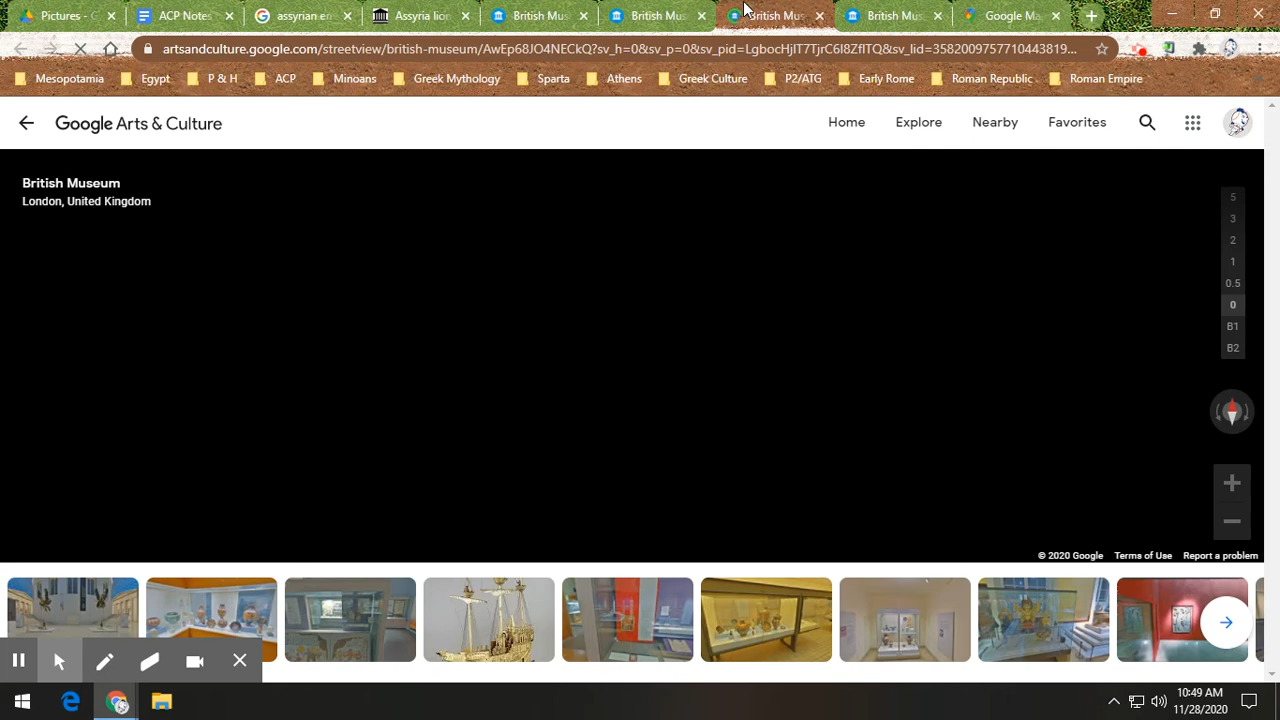 Pictures - G
ACP Notes
assyrian en
Assyria lion
British Mus
British Mus
British Mus
British Mus
Google Ma
artsandculture.google.com/streetview/british-museum/AwEp68JO4NECkQ?sv_h=0&sv_p=0&sv_pid=LgbocHjIT7TjrC6l8ZfITQ&sv_lid=3582009757710443819...
Mesopotamia
Egypt
P & H
ACP
Minoans
Greek Mythology
Sparta
Athens
Greek Culture
P2/ATG
Early Rome
Roman Republic
Roman Empire
Google Arts & Culture
Home
Explore
Nearby
Favorites
British Museum
London, United Kingdom
5
3
2
1
0.5
0
B1
B2
© 2020 Google
Terms of Use
Report a problem
10:49 AM
11/28/2020